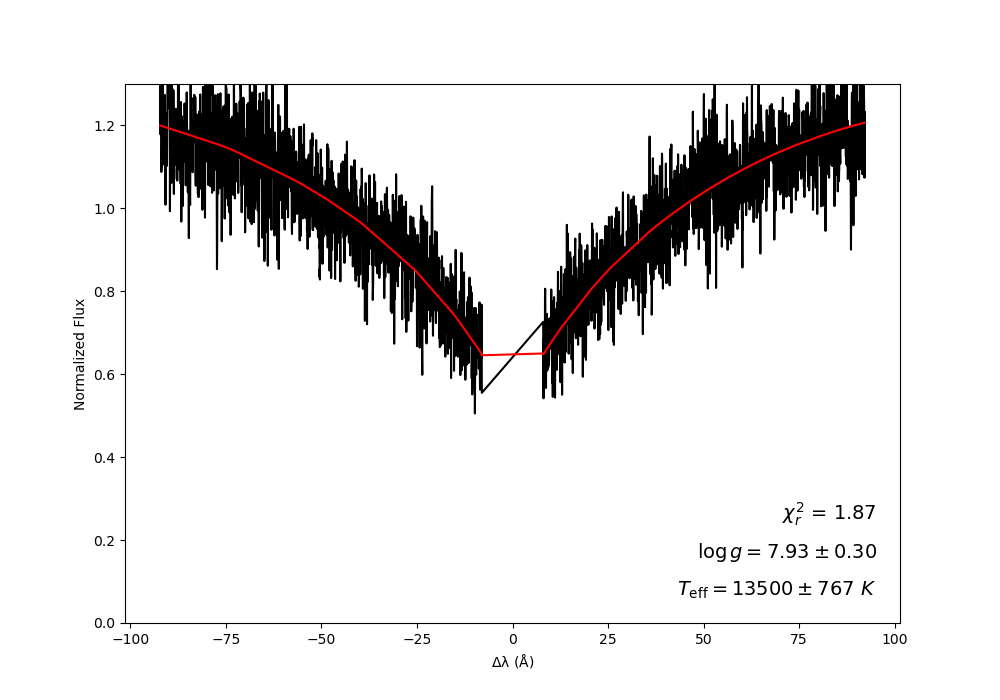 Normalized Flux
1.2
1.0
0.8
0.6
0.4
0.2
0.0
χ²ᵣ = 1.87
log g = 7.93 ± 0.30
T_eff = 13500 ± 767 K
−100 −75 −50 −25 0 25 50 75 100
Δλ (Å)